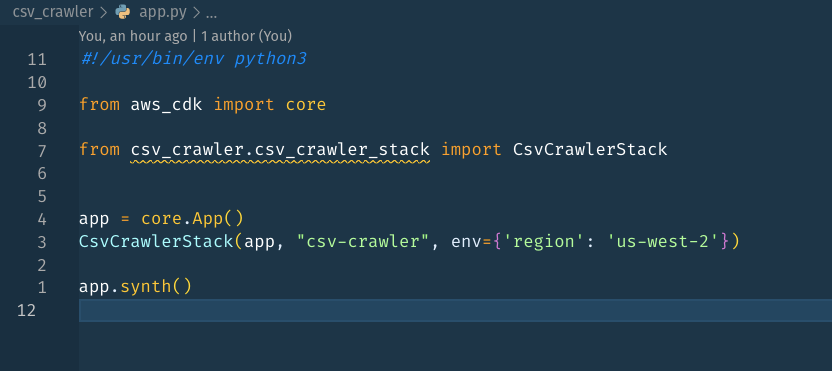 csv_crawler > app.py > ...
You, an hour ago | 1 author (You)
11 #!/usr/bin/env python3
10
9 from aws_cdk import core
8
7 from csv_crawler.csv_crawler_stack import CsvCrawlerStack
6
5
4 app = core.App()
3 CsvCrawlerStack(app, "csv-crawler", env={'region': 'us-west-2'})
2
1 app.synth()
12